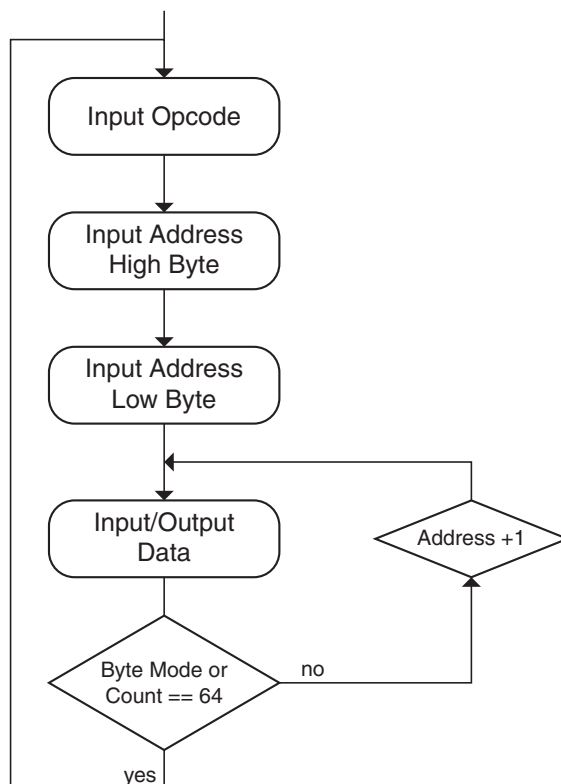 Input Opcode
Input Address
High Byte
Input Address
Low Byte
Input/Output
Data
Address +1
Byte Mode or
Count == 64
no
yes